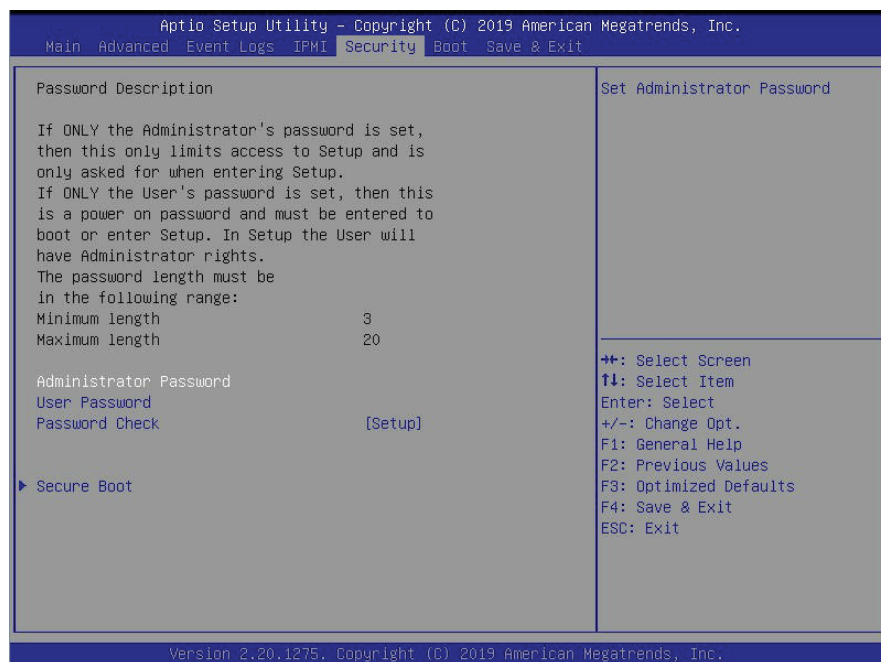 Aptio Setup Utility – Copyright (C) 2019 American Megatrends, Inc.
Main Advanced Event Logs IPMI Security Boot Save & Exit
Password Description
If ONLY the Administrator's password is set,
then this only limits access to Setup and is
only asked for when entering Setup.
If ONLY the User's password is set, then this
is a power on password and must be entered to
boot or enter Setup. In Setup the User will
have Administrator rights.
The password length must be
in the following range:
Minimum length 3
Maximum length 20
Administrator Password
User Password
Password Check [Setup]
Secure Boot
Set Administrator Password
→←: Select Screen
↑↓: Select Item
Enter: Select
+/-: Change Opt.
F1: General Help
F2: Previous Values
F3: Optimized Defaults
F4: Save & Exit
ESC: Exit
Version 2.20.1275. Copyright (C) 2019 American Megatrends, Inc.